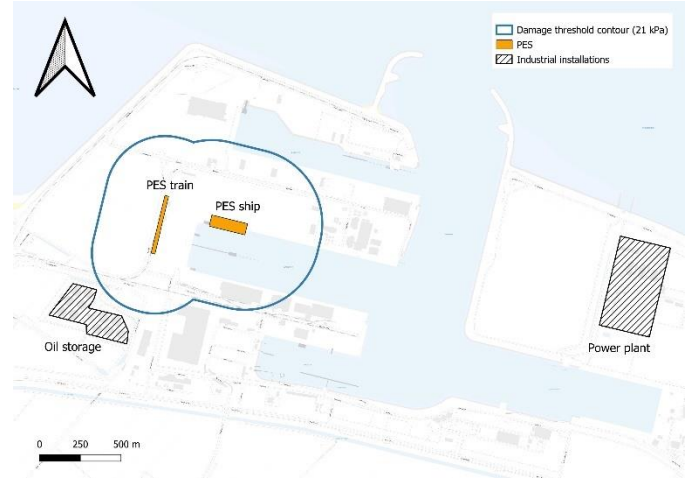 Damage threshold contour (21 kPa)
PES
Industrial installations
PES train
PES ship
Oil storage
Power plant
0 250 500 m